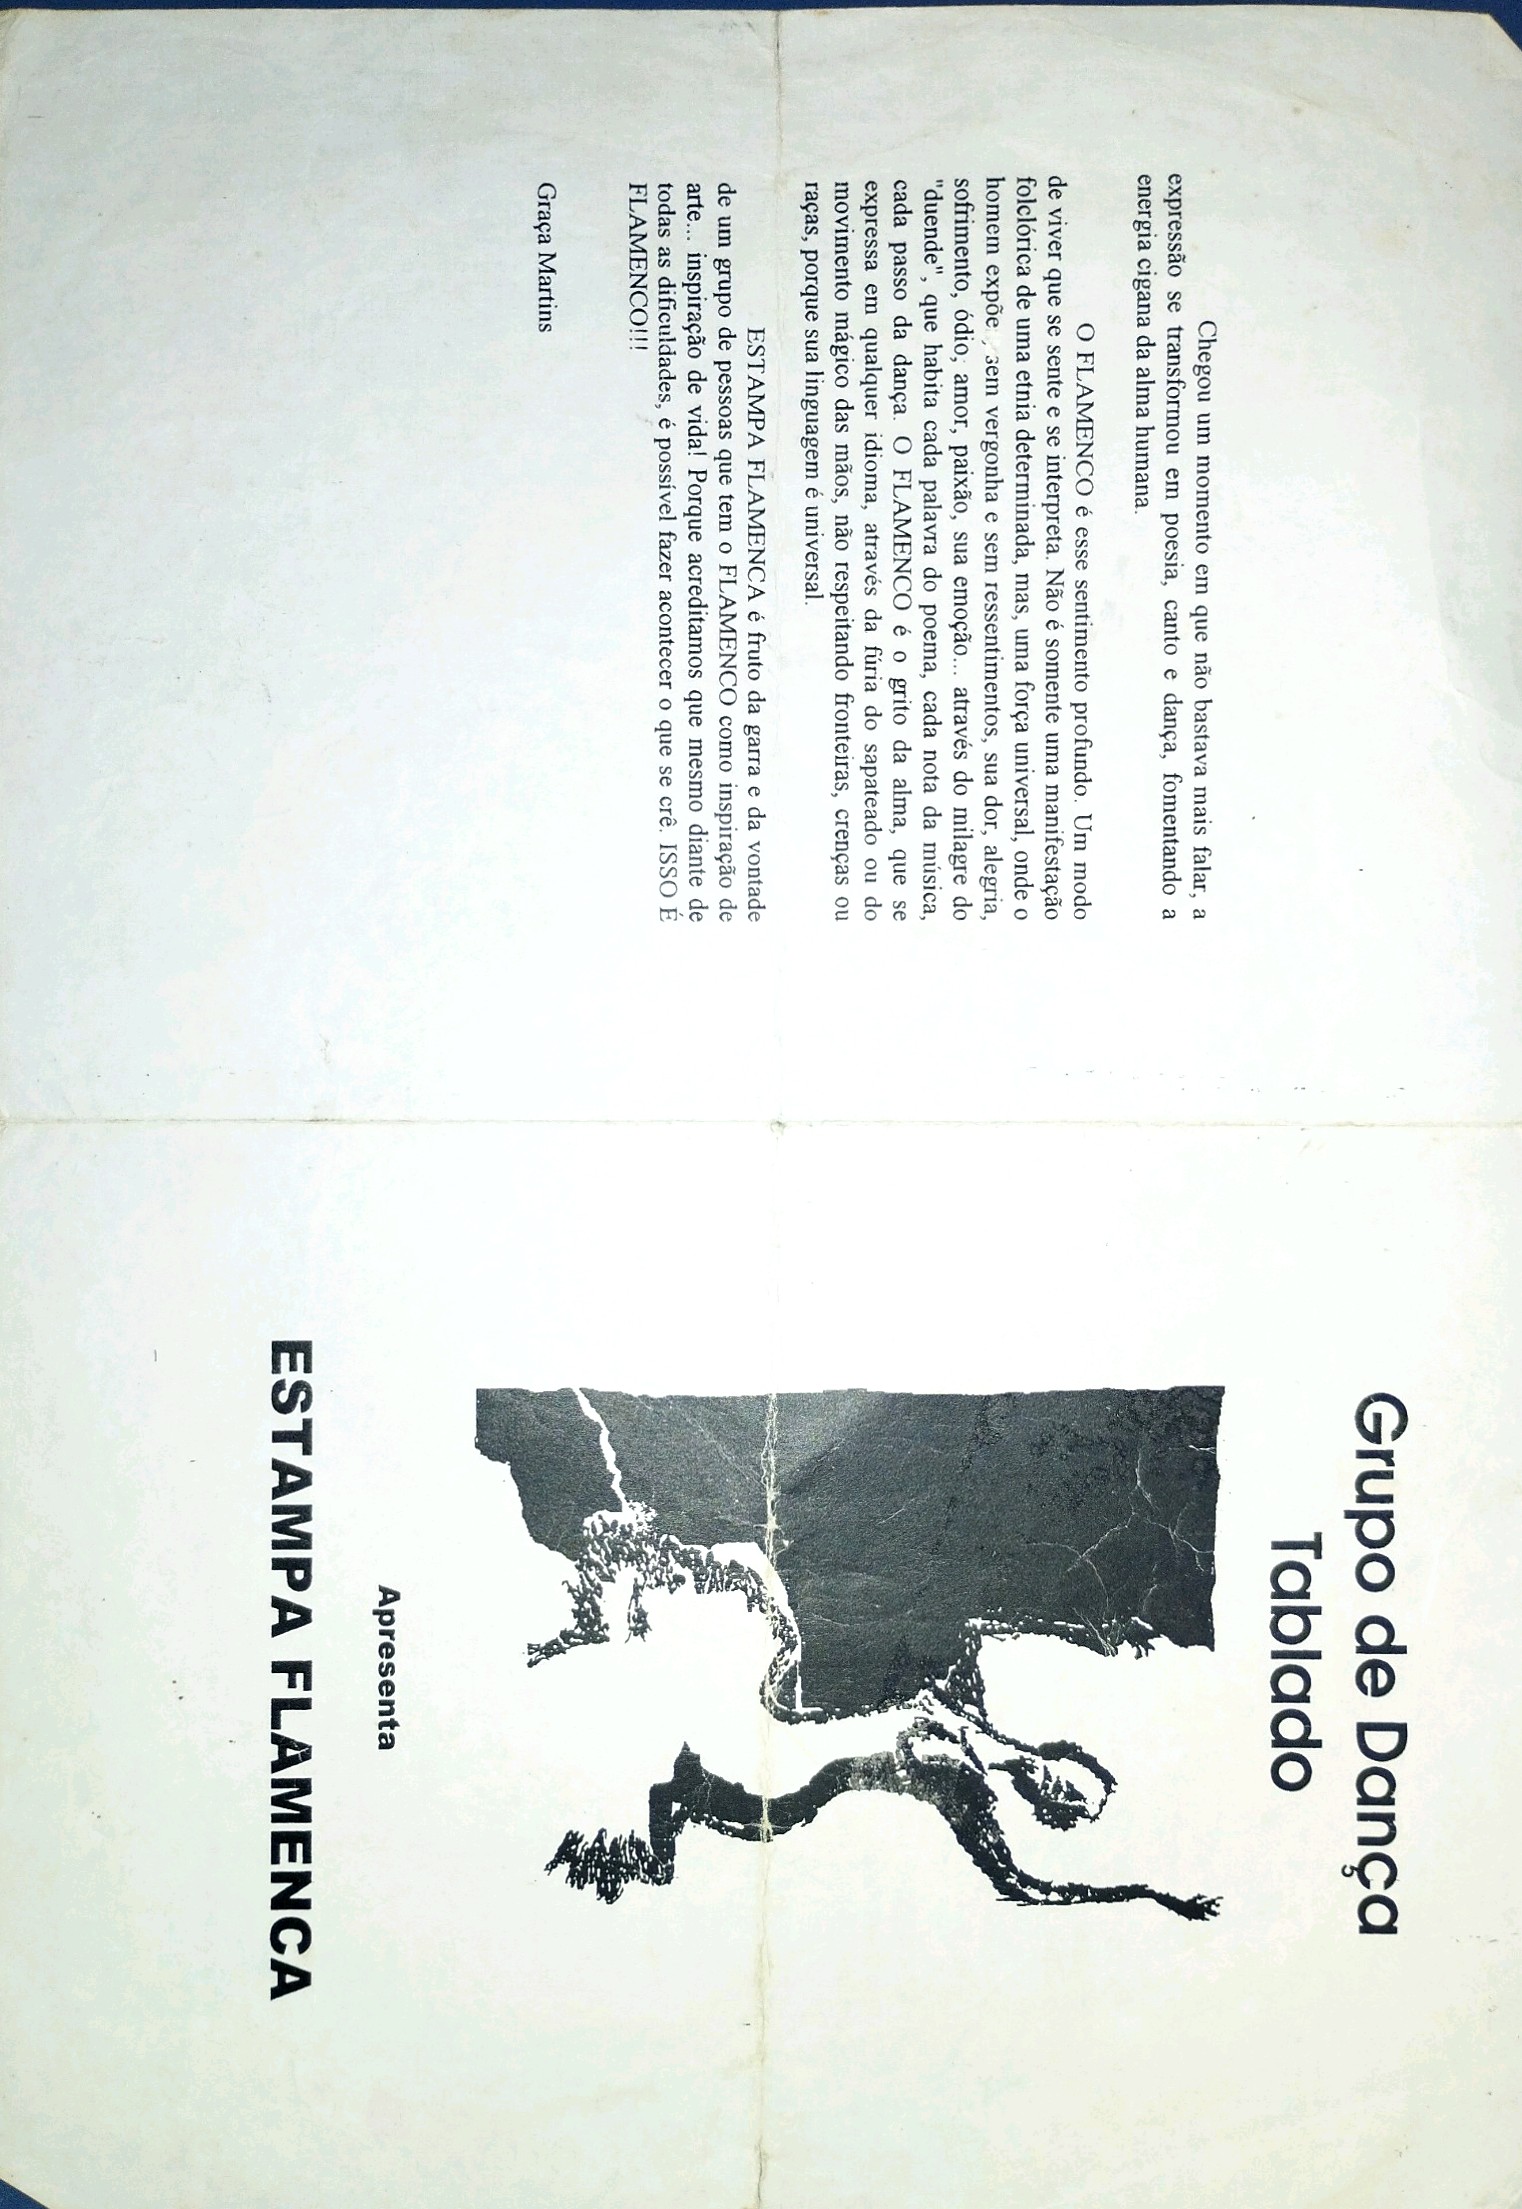 Chegou um momento em que não bastava mais falar, a
expressão se transformou em poesia, canto e dança, fomentando a
energia cigana da alma humana.
O FLAMENCO é esse sentimento profundo. Um modo
de viver que se sente e se interpreta. Não é somente uma manifestação
folclórica de uma etnia determinada, mas, uma força universal, onde o
homem expõe, sem vergonha e sem ressentimentos, sua dor, alegria,
sofrimento, ódio, amor, paixão, sua emoção... através do milagre do
"duende", que habita cada palavra do poema, cada nota da música,
cada passo da dança. O FLAMENCO é o grito da alma, que se
expressa em qualquer idioma, através da fúria do sapateado ou do
movimento mágico das mãos, não respeitando fronteiras, crenças ou
raças, porque sua linguagem é universal.
ESTAMPA FLAMENCA é fruto da garra e da vontade
de um grupo de pessoas que tem o FLAMENCO como inspiração de
arte... inspiração de vida! Porque acreditamos que mesmo diante de
todas as dificuldades, é possível fazer acontecer o que se crê. ISSO É
FLAMENCO!!!
Graça Martins
Grupo de Dança
Tablado
Apresenta
ESTAMPA FLAMENCA